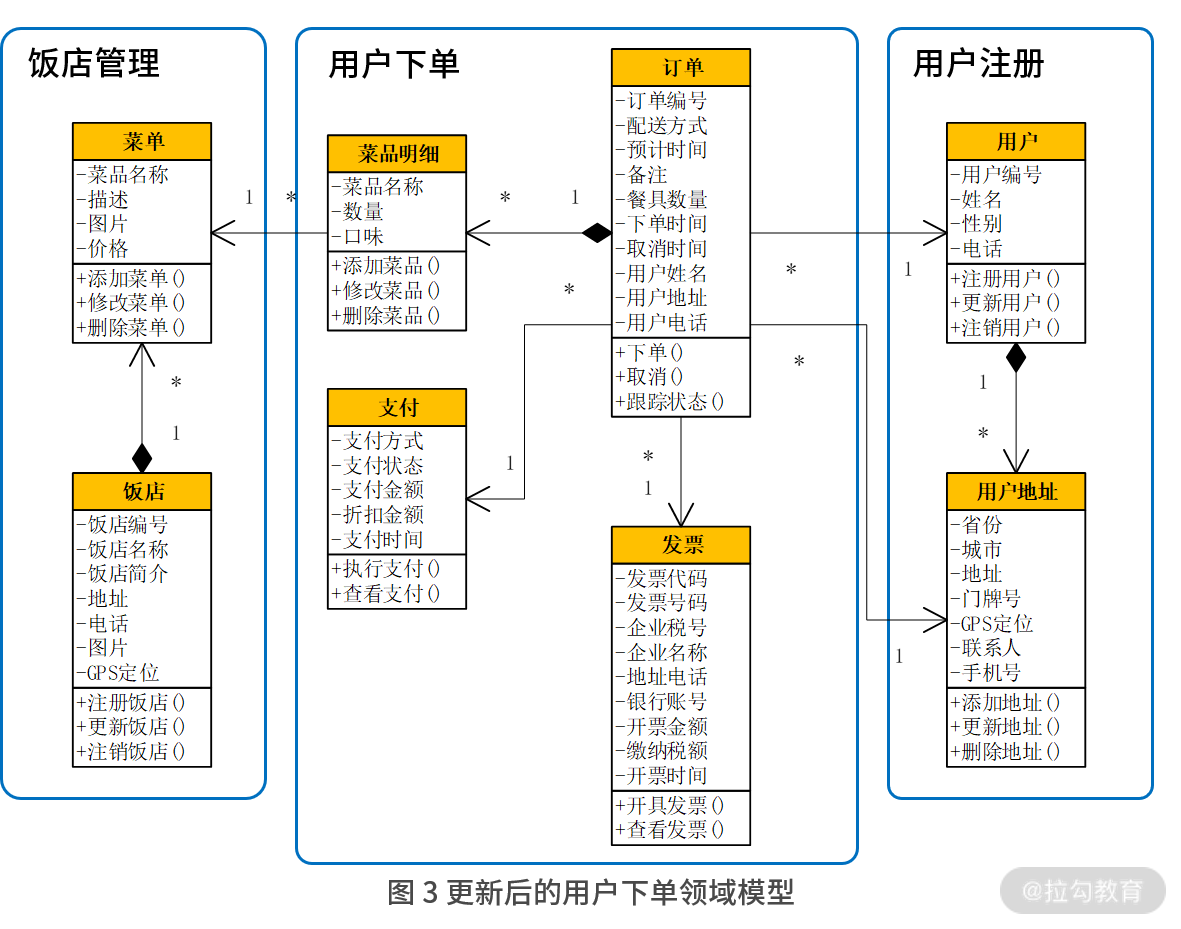 饭店管理
菜单
-菜品名称
-描述
-图片
-价格
+添加菜单()
+修改菜单()
+删除菜单()
*
1
饭店
-饭店编号
-饭店名称
-饭店简介
-地址
-电话
-图片
-GPS定位
+注册饭店()
+更新饭店()
+注销饭店()
1
*
用户下单
菜品明细
-菜品名称
-数量
-口味
+添加菜品()
+修改菜品()
+删除菜品()
*
1
*
1
支付
-支付方式
-支付状态
-支付金额
-折扣金额
-支付时间
+执行支付()
+查看支付()
订单
-订单编号
-配送方式
-预计时间
-备注
-餐具数量
-下单时间
-取消时间
-用户姓名
-用户地址
-用户电话
+下单()
+取消()
+跟踪状态()
*
1
发票
-发票代码
-发票号码
-企业税号
-企业名称
-地址电话
-银行账号
-开票金额
-缴纳税额
-开票时间
+开具发票()
+查看发票()
*
1
*
1
用户注册
用户
-用户编号
-姓名
-性别
-电话
+注册用户()
+更新用户()
+注销用户()
1
*
用户地址
-省份
-城市
-地址
-门牌号
-GPS定位
-联系人
-手机号
+添加地址()
+更新地址()
+删除地址()
图 3 更新后的用户下单领域模型
@拉勾教育